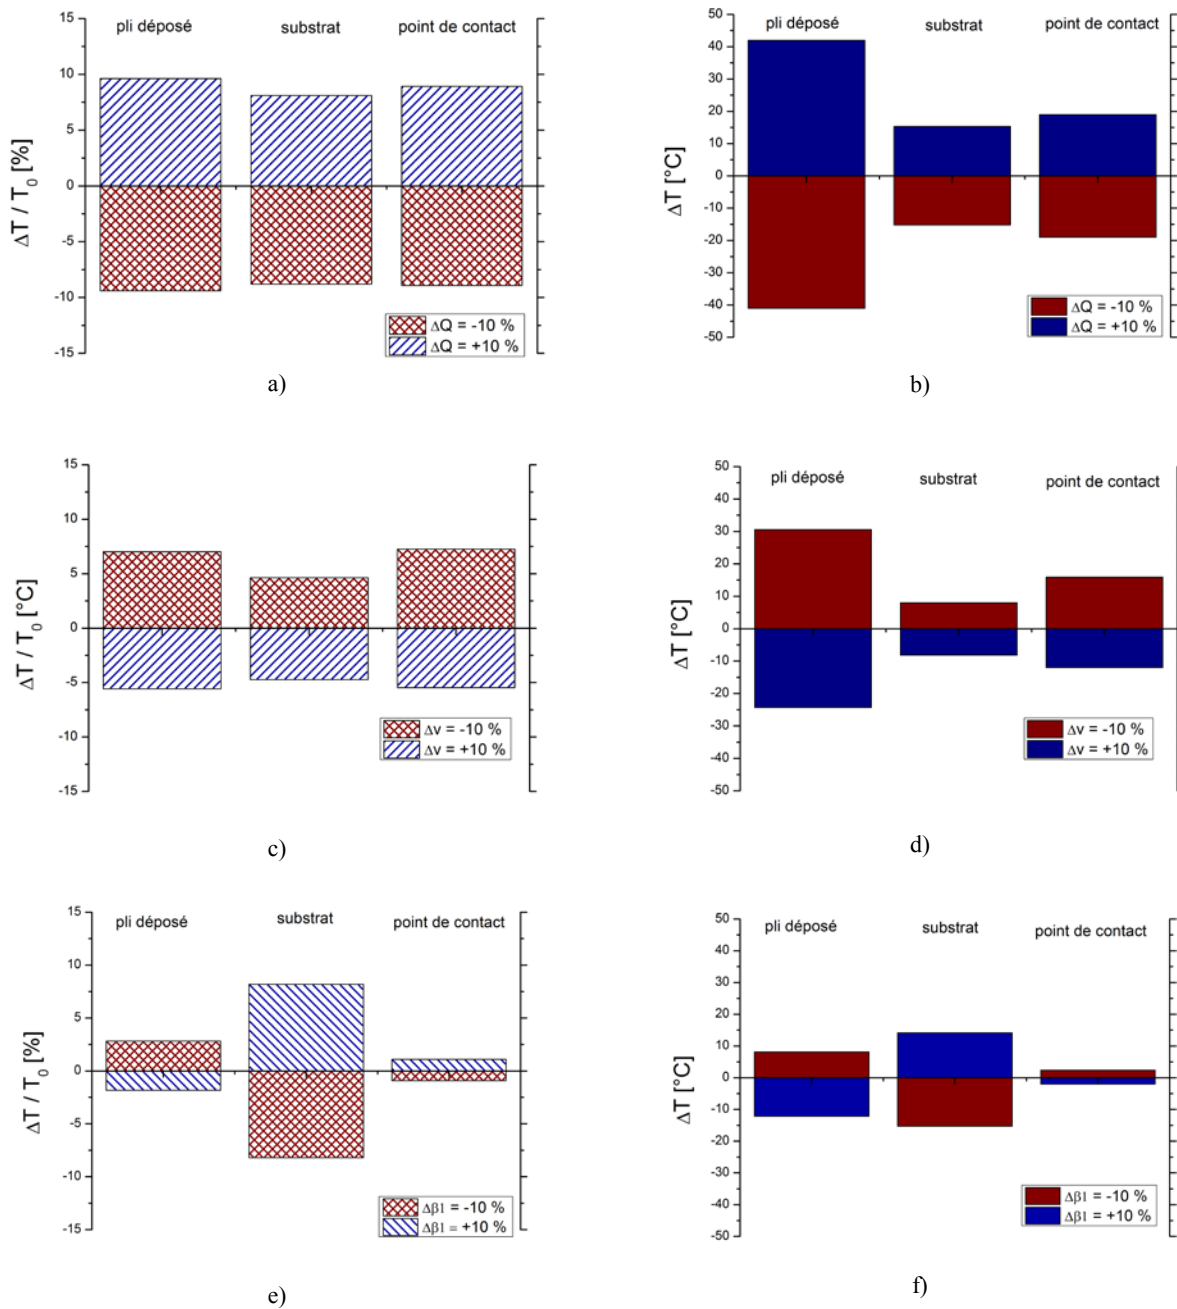 pli déposé substrat point de contact
ΔT / T0 [%]
15
10
5
0
-5
-10
-15
ΔQ = -10 %
ΔQ = +10 %
a)
pli déposé substrat point de contact
ΔT [°C]
50
40
30
20
10
0
-10
-20
-30
-40
-50
ΔQ = -10 %
ΔQ = +10 %
b)
pli déposé substrat point de contact
ΔT / T0 [°C]
15
10
5
0
-5
-10
-15
Δv = -10 %
Δv = +10 %
c)
pli déposé substrat point de contact
ΔT [°C]
50
40
30
20
10
0
-10
-20
-30
-40
-50
Δv = -10 %
Δv = +10 %
d)
pli déposé substrat point de contact
ΔT / T0 [%]
15
10
5
0
-5
-10
-15
Δβ1 = -10 %
Δβ1 = +10 %
e)
pli déposé substrat point de contact
ΔT [°C]
50
40
30
20
10
0
-10
-20
-30
-40
-50
Δβ1 = -10 %
Δβ1 = +10 %
f)